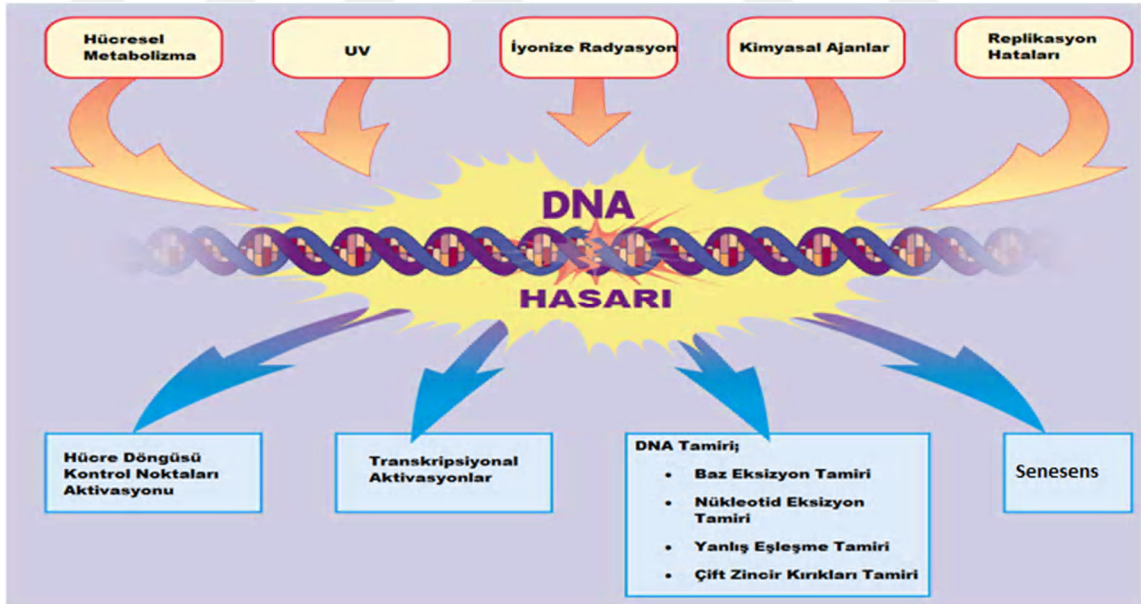 Hücresel
Metabolizma
UV
İyonize Radyasyon
Kimyasal Ajanlar
Replikasyon
Hataları
DNA
HASARI
Hücre Döngüsü
Kontrol Noktaları
Aktivasyonu
Transkripsiyonal
Aktivasyonlar
DNA Tamiri;
• Baz Eksizyon Tamiri
• Nükleotid Eksizyon
Tamiri
• Yanlış Eşleşme Tamiri
• Çift Zincir Kırıkları Tamiri
Senesens